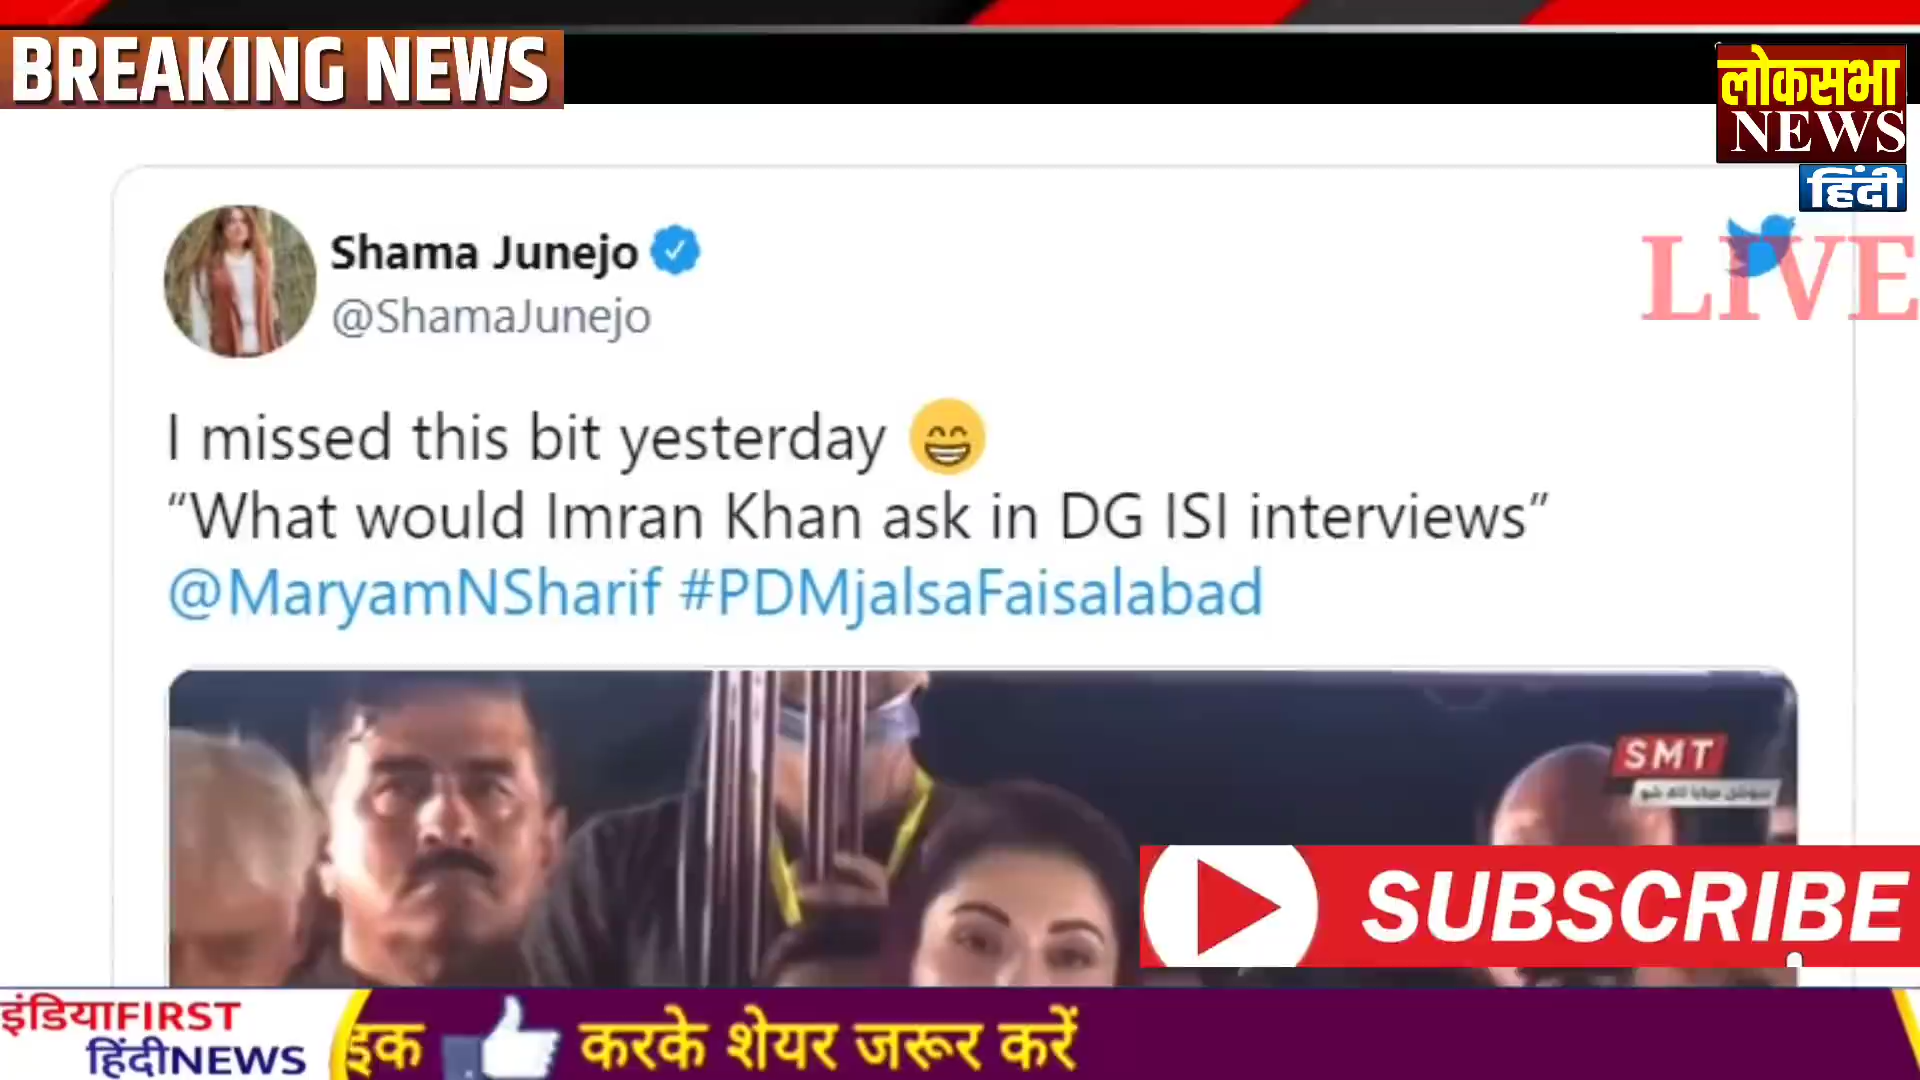 BREAKING NEWS
लोकसभा
NEWS
हिंदी
LIVE
Shama Junejo
@ShamaJunejo
I missed this bit yesterday 😁
“What would Imran Khan ask in DG ISI interviews”
@MaryamNSharif #PDMjalsaFaisalabad
SMT
SUBSCRIBE
इंडियाFIRST
हिंदीNEWS
इक करके शेयर जरूर करें